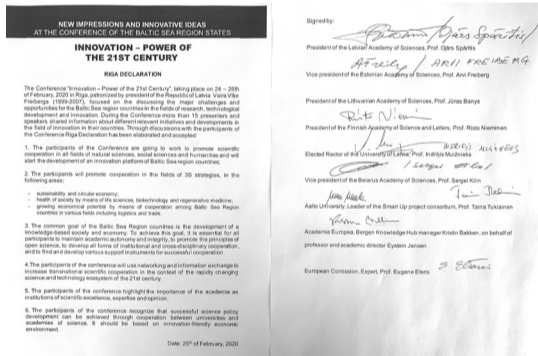 NEW IMPRESSIONS AND INNOVATIVE IDEAS
AT THE CONFERENCE OF THE BALTIC SEA REGION STATES
INNOVATION – POWER OF
THE 21ST CENTURY
RIGA DECLARATION
The Conference "Innovation – Power of the 21st Century", taking place on 24 – 26th
of February, 2020 in Riga, patronized by president of the Republic of Latvia Vaira Vīķe
Freiberga (1999-2007), focused on the discussing the major challenges and
opportunities for the Baltic Sea region countries in the fields of research, technological
development and innovation. During the Conference more than 15 presenters and
speakers shared information about different relevant initiatives and developments in
the field of innovation in their countries. Through discussions with the participants of
the Conference Riga Declaration has been elaborated and accepted:
1. The participants of the Conference are going to work to promote scientific
cooperation in all fields of natural sciences, social sciences and humanities and will
start the development of an innovation platform of Baltic Sea region countries;
2. The participants will promote cooperation in the fields of 3S strategies, in the
following areas:
- sustainability and circular economy;
- health of society by means of life sciences, biotechnology and regenerative medicine;
- growing economical potential by means of cooperation among Baltic Sea Region
countries in various fields including logistics and trade.
3. The common goal of the Baltic Sea Region countries is the development of a
knowledge-based society and economy. To achieve this goal, it is essential for all
participants to maintain academic autonomy and integrity, to promote the principles of
open science, to develop all forms of institutional and cross-disciplinary cooperation,
and to find and develop various support instruments for successful cooperation.
4. The participants of the conference will use networking and information exchange to
increase transnational scientific cooperation in the context of the rapidly changing
science and technology ecosystem of the 21st century.
5. The participants of the conference highlight the importance of the academia as
institutions of scientific excellence, expertise and opinion.
6. The participants of the conference recognize that successful science policy
development can be achieved through cooperation between universities and
academies of science. It should be based on innovation-friendly economic
environment.
Date: 25th of February, 2020
Signed by:
Ojārs Spārītis
President of the Latvian Academy of Sciences, Prof. Ojārs Spārītis
/ ARVI FREIBERG
Vice president of the Estonian Academy of Sciences, Prof. Arvi Freiberg
President of the Lithuanian Academy of Sciences, Prof. Jūras Banys
Risto Niemi
President of the Finnish Academy of Science and Letters, Prof. Risto Nieminen
INDRIĶIS MUIŽNIEKS
Elected Rector of the University of Latvia, Prof. Indriķis Muižnieks
Vice president of the Belarus Academy of Sciences, Prof. Sergei Kilin
Aalto University, Leader of the Smart Up project consortium, Prof. Taina Tukiainen
Academia Europea, Bergen Knowledge Hub manager Kristin Bakken, on behalf of
professor and academic director Eystein Jansen
European Comission, Expert, Prof. Eugene Eteris